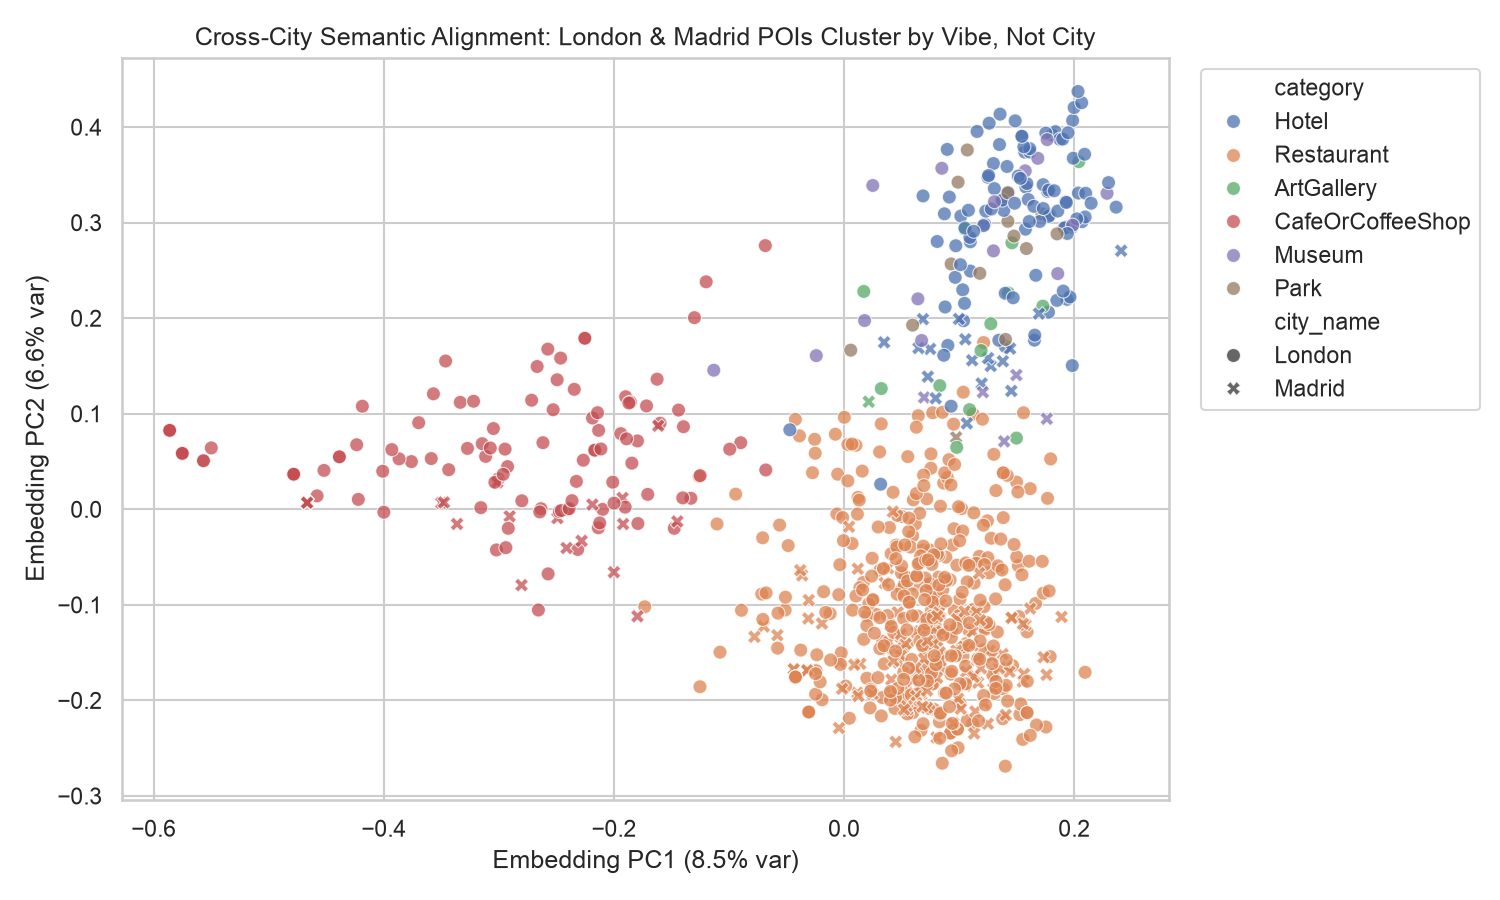 Cross-City Semantic Alignment: London & Madrid POIs Cluster by Vibe, Not City
Embedding PC2 (6.6% var)
0.4
0.3
0.2
0.1
0.0
−0.1
−0.2
−0.3
−0.6
−0.4
−0.2
0.0
0.2
Embedding PC1 (8.5% var)
category
Hotel
Restaurant
ArtGallery
CafeOrCoffeeShop
Museum
Park
city_name
London
Madrid